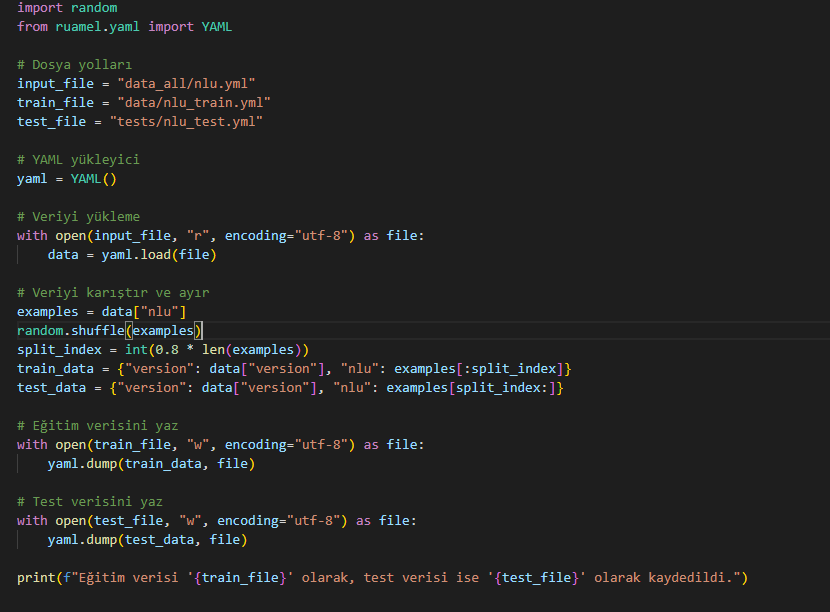 import random
from ruamel.yaml import YAML
# Dosya yolları
input_file = "data_all/nlu.yml"
train_file = "data/nlu_train.yml"
test_file = "tests/nlu_test.yml"
# YAML yükleyici
yaml = YAML()
# Veriyi yükleme
with open(input_file, "r", encoding="utf-8") as file:
    data = yaml.load(file)
# Veriyi karıştır ve ayır
examples = data["nlu"]
random.shuffle(examples)
split_index = int(0.8 * len(examples))
train_data = {"version": data["version"], "nlu": examples[:split_index]}
test_data = {"version": data["version"], "nlu": examples[split_index:]}
# Eğitim verisini yaz
with open(train_file, "w", encoding="utf-8") as file:
    yaml.dump(train_data, file)
# Test verisini yaz
with open(test_file, "w", encoding="utf-8") as file:
    yaml.dump(test_data, file)
print(f"Eğitim verisi '{train_file}' olarak, test verisi ise '{test_file}' olarak kaydedildi.")